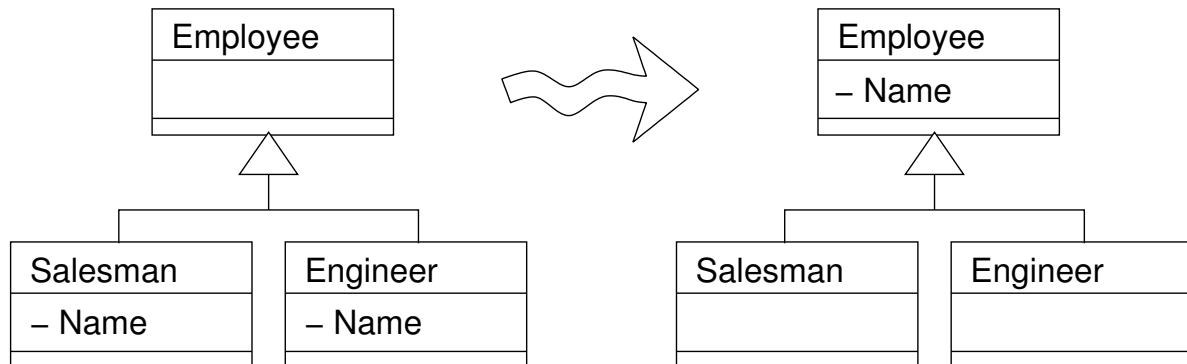 Employee
Employee
– Name
Salesman
Engineer
Salesman
Engineer
– Name
– Name